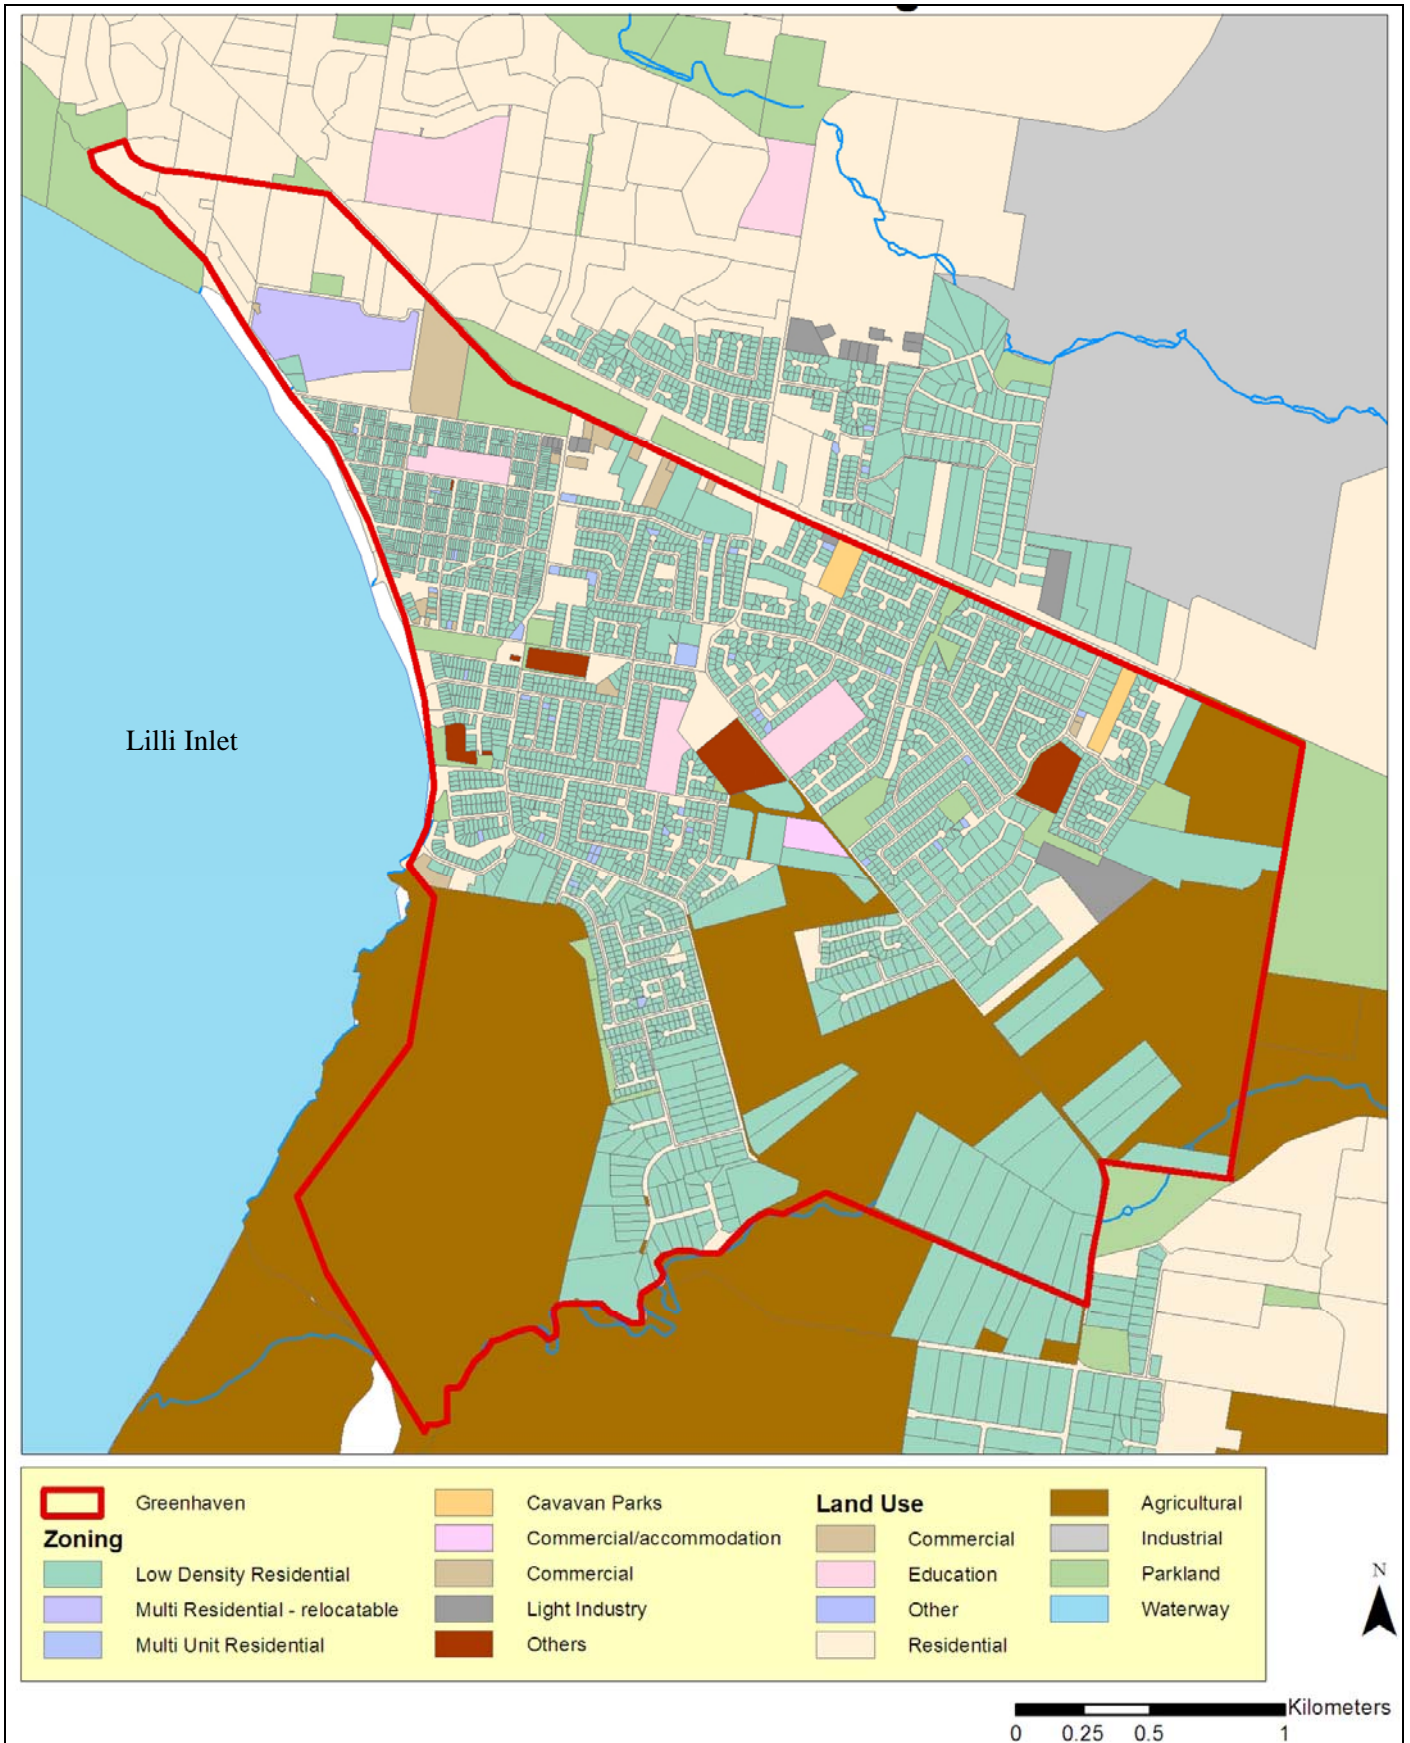 Lilli Inlet
Greenhaven
Zoning
Low Density Residential
Multi Residential - relocatable
Multi Unit Residential
Cavavan Parks
Commercial/accommodation
Commercial
Light Industry
Others
Land Use
Commercial
Education
Other
Residential
Agricultural
Industrial
Parkland
Waterway
N
Kilometers
0 0.25 0.5 1